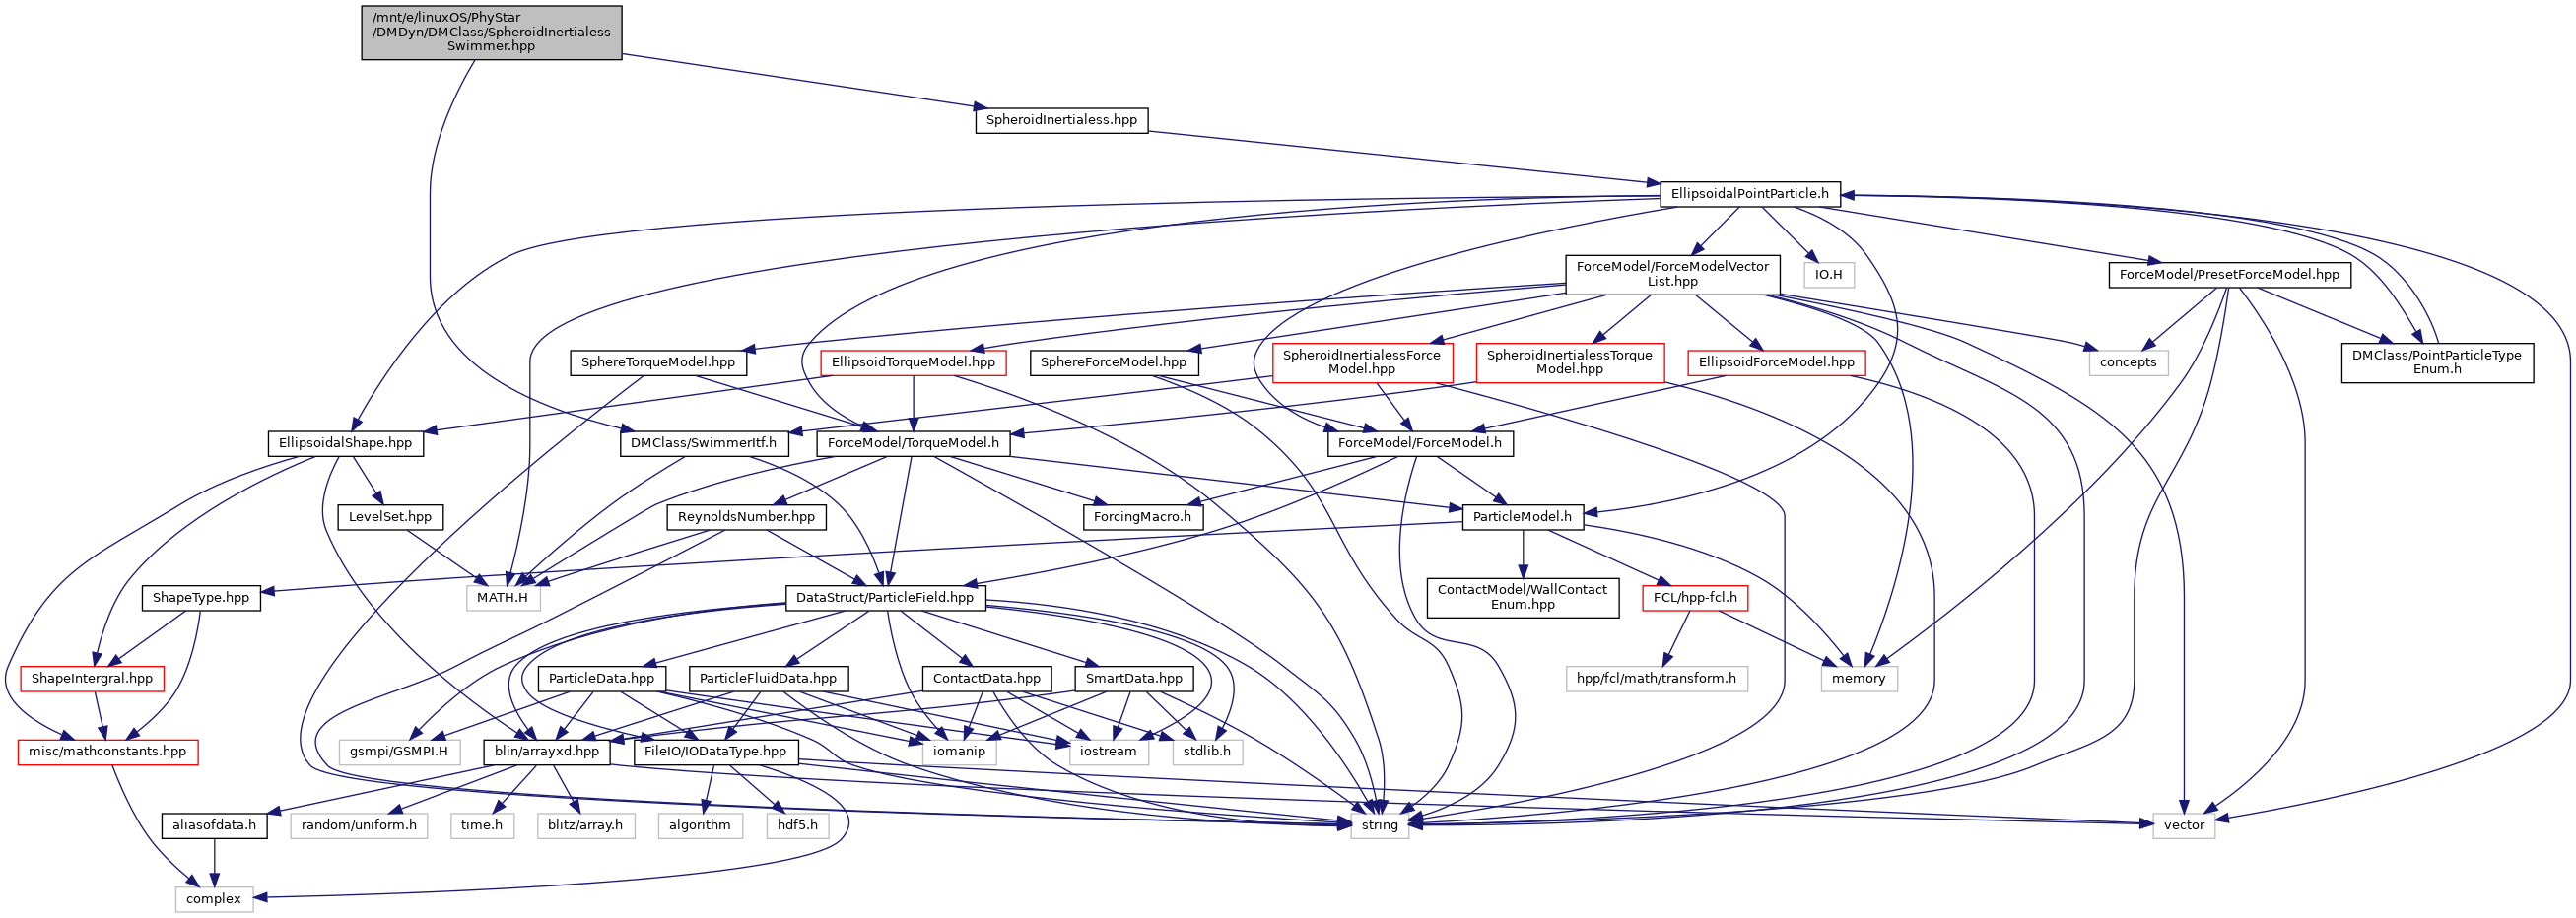 /mnt/e/linuxOS/PhyStar
/DMDyn/DMClass/SpheroidInertialess
Swimmer.hpp
SpheroidInertialess.hpp
EllipsoidalPointParticle.h
ForceModel/ForceModelVector
List.hpp
IO.H
ForceModel/PresetForceModel.hpp
SphereTorqueModel.hpp
EllipsoidTorqueModel.hpp
SphereForceModel.hpp
SpheroidInertialessForce
Model.hpp
SpheroidInertialessTorque
Model.hpp
EllipsoidForceModel.hpp
concepts
DMClass/PointParticleType
Enum.h
EllipsoidalShape.hpp
DMClass/SwimmerItf.h
ForceModel/TorqueModel.h
ForceModel/ForceModel.h
LevelSet.hpp
ReynoldsNumber.hpp
ForcingMacro.h
ParticleModel.h
ShapeType.hpp
MATH.H
DataStruct/ParticleField.hpp
ContactModel/WallContact
Enum.hpp
FCL/hpp-fcl.h
ShapeIntergral.hpp
ParticleData.hpp
ParticleFluidData.hpp
ContactData.hpp
SmartData.hpp
hpp/fcl/math/transform.h
memory
misc/mathconstants.hpp
gsmpi/GSMPI.H
blin/arrayxd.hpp
FileIO/IODataType.hpp
iomanip
iostream
stdlib.h
aliasofdata.h
random/uniform.h
time.h
blitz/array.h
algorithm
hdf5.h
string
vector
complex